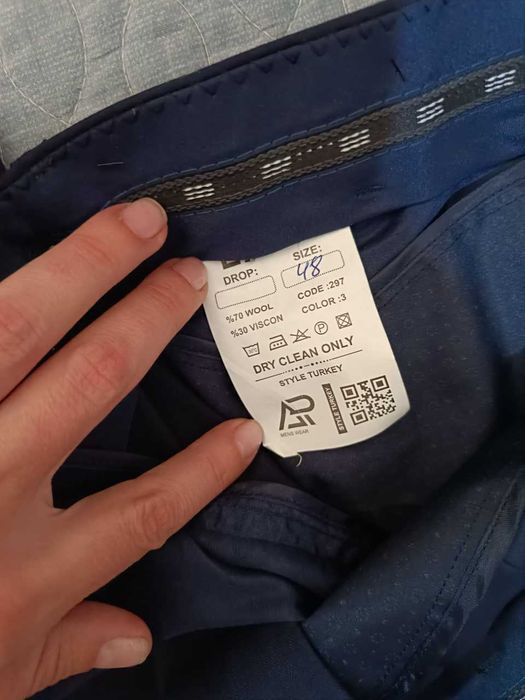 DROP:
SIZE:
48
%70 WOOL
%30 VISCON
CODE :297
COLOR :3
DRY CLEAN ONLY
STYLE TURKEY
MENS WEAR
STYLE TURKEY